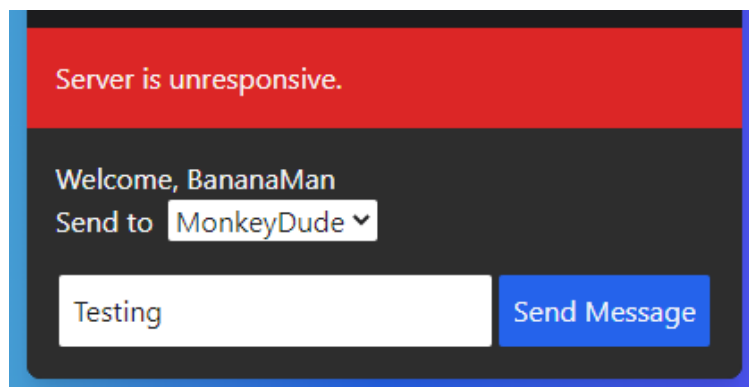 Server is unresponsive.
Welcome, BananaMan
Send to MonkeyDude
Testing Send Message